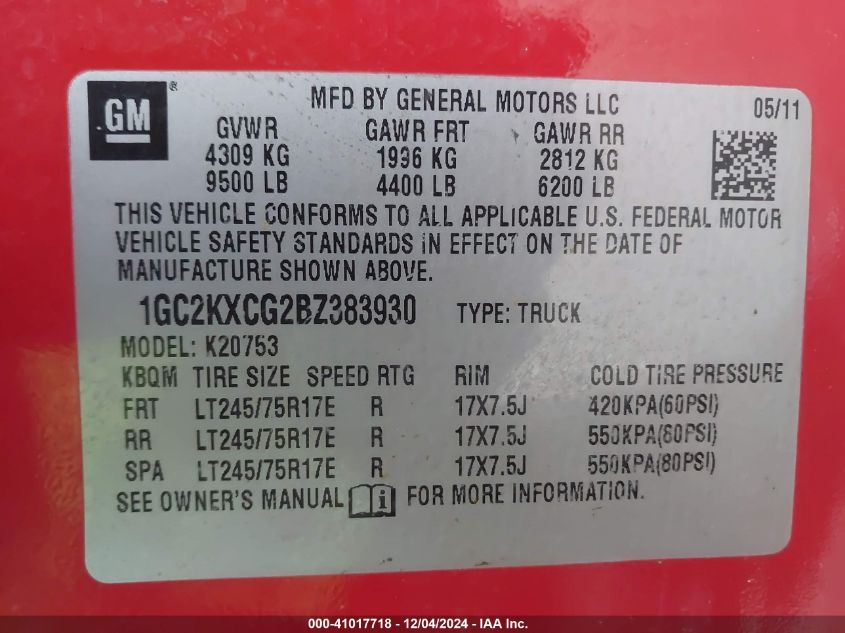 GM®
MFD BY GENERAL MOTORS LLC 05/11
GVWR GAWR FRT GAWR RR
4309 KG 1996 KG 2812 KG
9500 LB 4400 LB 6200 LB
THIS VEHICLE CONFORMS TO ALL APPLICABLE U.S. FEDERAL MOTOR
VEHICLE SAFETY STANDARDS IN EFFECT ON THE DATE OF
MANUFACTURE SHOWN ABOVE.
1GC2KXCG2BZ383930 TYPE: TRUCK
MODEL: K20753
KBQM TIRE SIZE SPEED RTG RIM COLD TIRE PRESSURE
FRT LT245/75R17E R 17X7.5J 420KPA(60PSI)
RR LT245/75R17E R 17X7.5J 550KPA(80PSI)
SPA LT245/75R17E R 17X7.5J 550KPA(80PSI)
SEE OWNER'S MANUAL i FOR MORE INFORMATION.
000-41017718 - 12/04/2024 - IAA Inc.